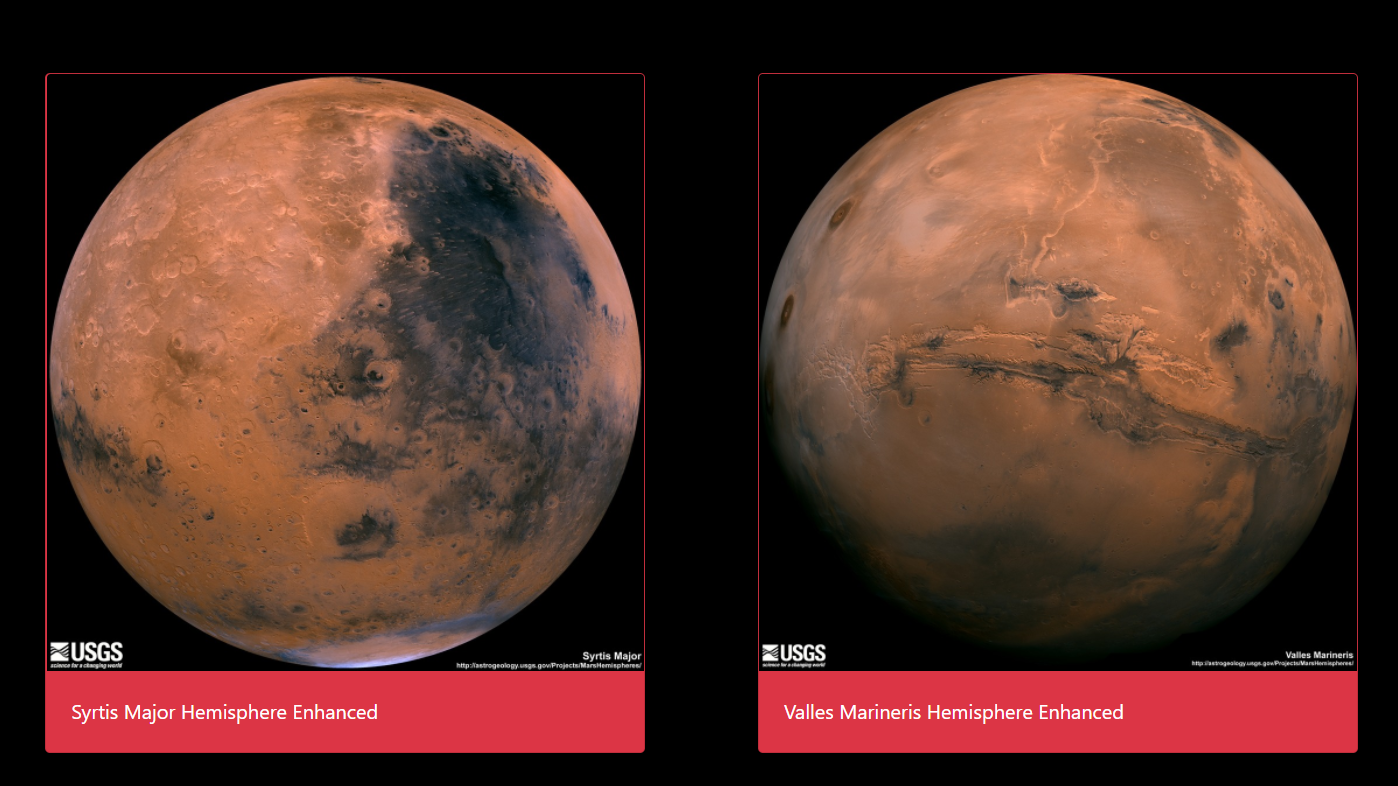 USGS
science for a changing world
Syrtis Major
http://astrogeology.usgs.gov/Projects/MarsHemispheres/
Syrtis Major Hemisphere Enhanced
USGS
science for a changing world
Valles Marineris
http://astrogeology.usgs.gov/Projects/MarsHemispheres/
Valles Marineris Hemisphere Enhanced